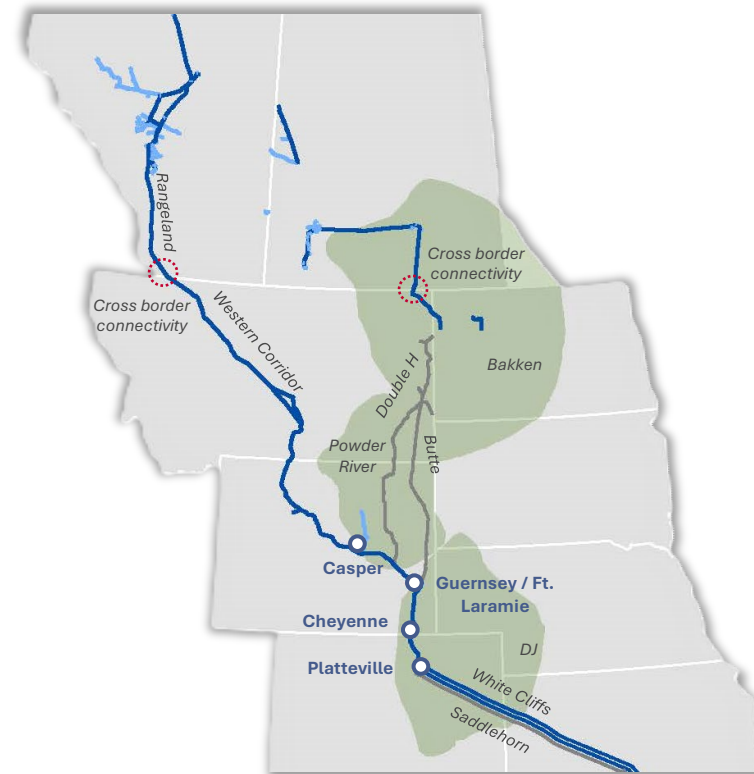 Rangeland
Cross border
connectivity
Cross border
connectivity
Western Corridor
Double H
Bakken
Powder
River
Butte
Casper
Guernsey / Ft.
Laramie
Cheyenne
DJ
Platteville
White Cliffs
Saddlehorn